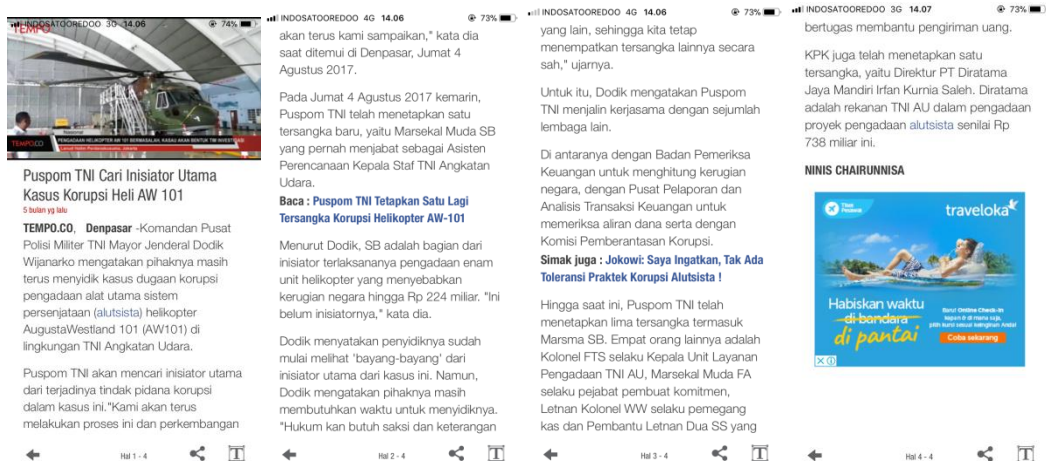 INDOSATOOREDOO 3G 14.06 74%
TEMPO
Nasional
PENGADAAN HELIKOPTER AW 101 BERMASALAH, KASAU AKAN BENTUK TIM INVESTIGASI
TEMPO.CO
Puspom TNI Cari Inisiator Utama
Kasus Korupsi Heli AW 101
5 bulan yg lalu
TEMPO.CO, Denpasar -Komandan Pusat
Polisi Militer TNI Mayor Jenderal Dodik
Wijanarko mengatakan pihaknya masih
terus menyidik kasus dugaan korupsi
pengadaan alat utama sistem
persenjataan (alutsista) helikopter
AugustaWestland 101 (AW101) di
lingkungan TNI Angkatan Udara.
Puspom TNI akan mencari inisiator utama
dari terjadinya tindak pidana korupsi
dalam kasus ini."Kami akan terus
melakukan proses ini dan perkembangan
Hal 1 - 4
INDOSATOOREDOO 4G 14.06 73%
akan terus kami sampaikan," kata dia
saat ditemui di Denpasar, Jumat 4
Agustus 2017.
Pada Jumat 4 Agustus 2017 kemarin,
Puspom TNI telah menetapkan satu
tersangka baru, yaitu Marsekal Muda SB
yang pernah menjabat sebagai Asisten
Perencanaan Kepala Staf TNI Angkatan
Udara.
Baca : Puspom TNI Tetapkan Satu Lagi
Tersangka Korupsi Helikopter AW-101
Menurut Dodik, SB adalah bagian dari
inisiator terlaksananya pengadaan enam
unit helikopter yang menyebabkan
kerugian negara hingga Rp 224 miliar. "Ini
belum inisiatornya," kata dia.
Dodik menyatakan penyidiknya sudah
mulai melihat 'bayang-bayang' dari
inisiator utama dari kasus ini. Namun,
Dodik mengatakan pihaknya masih
membutuhkan waktu untuk menyidiknya.
"Hukum kan butuh saksi dan keterangan
Hal 2 - 4
INDOSATOOREDOO 4G 14.06 73%
yang lain, sehingga kita tetap
menempatkan tersangka lainnya secara
sah," ujarnya.
Untuk itu, Dodik mengatakan Puspom
TNI menjalin kerjasama dengan sejumlah
lembaga lain.
Di antaranya dengan Badan Pemeriksa
Keuangan untuk menghitung kerugian
negara, dengan Pusat Pelaporan dan
Analisis Transaksi Keuangan untuk
memeriksa aliran dana serta dengan
Komisi Pemberantasan Korupsi.
Simak juga : Jokowi: Saya Ingatkan, Tak Ada
Toleransi Praktek Korupsi Alutsista !
Hingga saat ini, Puspom TNI telah
menetapkan lima tersangka termasuk
Marsma SB. Empat orang lainnya adalah
Kolonel FTS selaku Kepala Unit Layanan
Pengadaan TNI AU, Marsekal Muda FA
selaku pejabat pembuat komitmen,
Letnan Kolonel WW selaku pemegang
kas dan Pembantu Letnan Dua SS yang
Hal 3 - 4
INDOSATOOREDOO 3G 14.07 73%
bertugas membantu pengiriman uang.
KPK juga telah menetapkan satu
tersangka, yaitu Direktur PT Diratama
Jaya Mandiri Irfan Kurnia Saleh. Diratama
adalah rekanan TNI AU dalam pengadaan
proyek pengadaan alutsista senilai Rp
738 miliar ini.
NINIS CHAIRUNNISA
Tiket Pesawat
traveloka
Habiskan waktu
di bandara
di pantai
Baru! Online Check-in
Coba sekarang
Hal 4 - 4